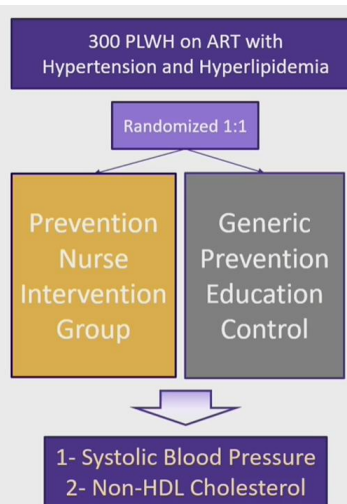 300 PLWH on ART with
Hypertension and Hyperlipidemia
Randomized 1:1
Prevention
Nurse
Intervention
Group
Generic
Prevention
Education
Control
1- Systolic Blood Pressure
2- Non-HDL Cholesterol